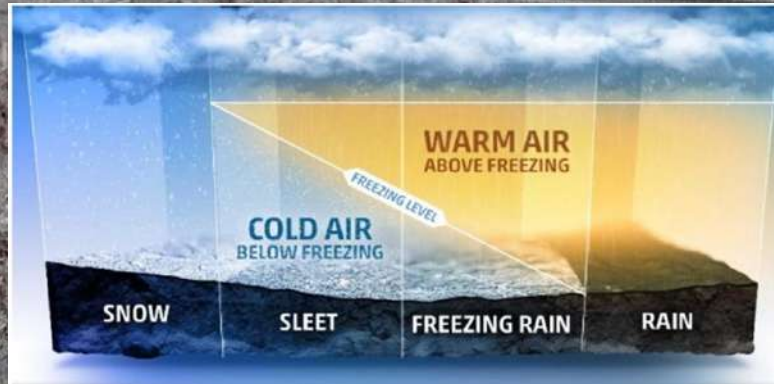 WARM AIR
ABOVE FREEZING
FREEZING LEVEL
COLD AIR
BELOW FREEZING
SNOW
SLEET
FREEZING RAIN
RAIN